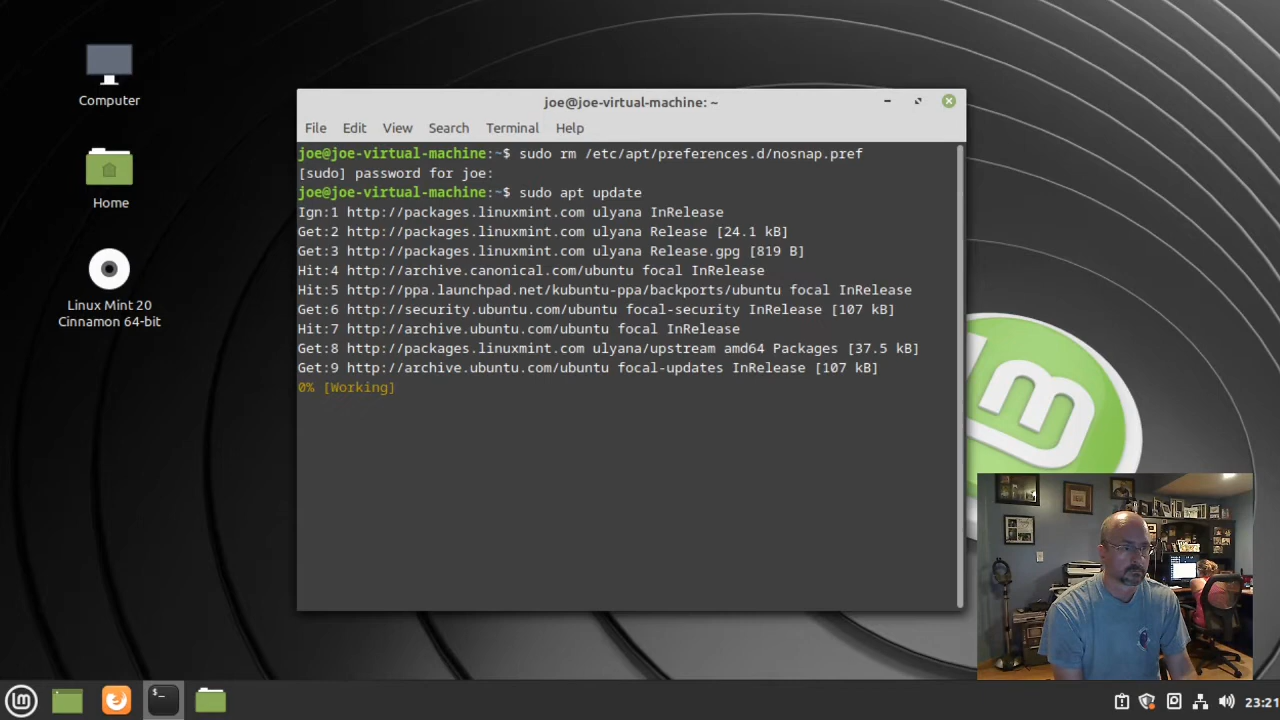 Computer
Home
Linux Mint 20
Cinnamon 64-bit
joe@joe-virtual-machine: ~
File Edit View Search Terminal Help
joe@joe-virtual-machine:~$ sudo rm /etc/apt/preferences.d/nosnap.pref
[sudo] password for joe:
joe@joe-virtual-machine:~$ sudo apt update
Ign:1 http://packages.linuxmint.com ulyana InRelease
Get:2 http://packages.linuxmint.com ulyana Release [24.1 kB]
Get:3 http://packages.linuxmint.com ulyana Release.gpg [819 B]
Hit:4 http://archive.canonical.com/ubuntu focal InRelease
Hit:5 http://ppa.launchpad.net/kubuntu-ppa/backports/ubuntu focal InRelease
Get:6 http://security.ubuntu.com/ubuntu focal-security InRelease [107 kB]
Hit:7 http://archive.ubuntu.com/ubuntu focal InRelease
Get:8 http://packages.linuxmint.com ulyana/upstream amd64 Packages [37.5 kB]
Get:9 http://archive.ubuntu.com/ubuntu focal-updates InRelease [107 kB]
0% [Working]
$_
23:21